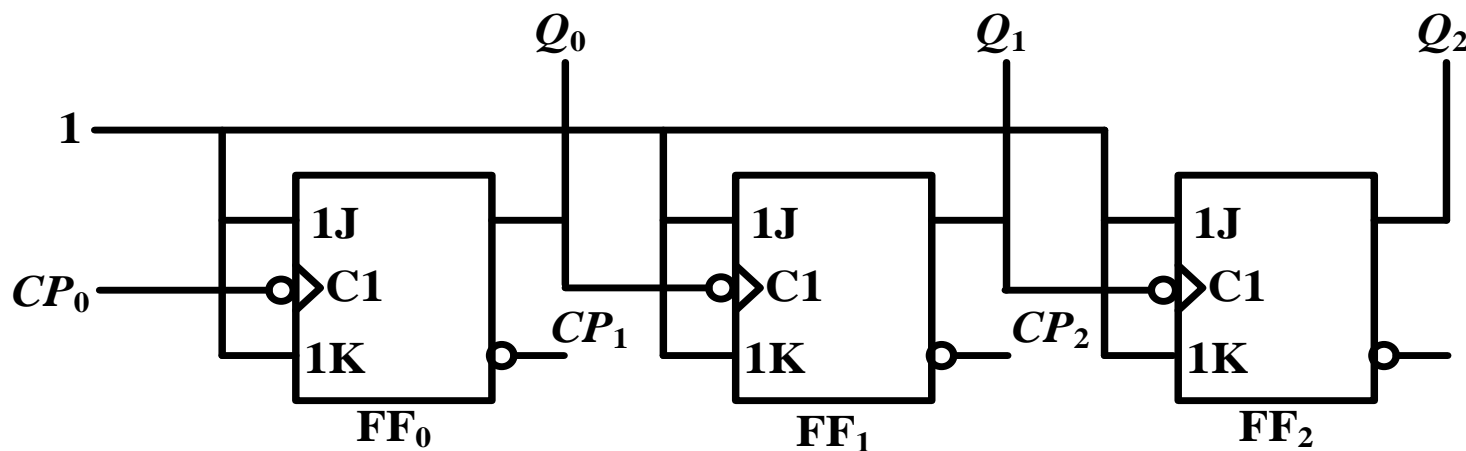 Q₀ Q₁ Q₂
1
1J 1J 1J
CP₀ C1 C1 C1
CP₁ CP₂
1K 1K 1K
FF₀ FF₁ FF₂